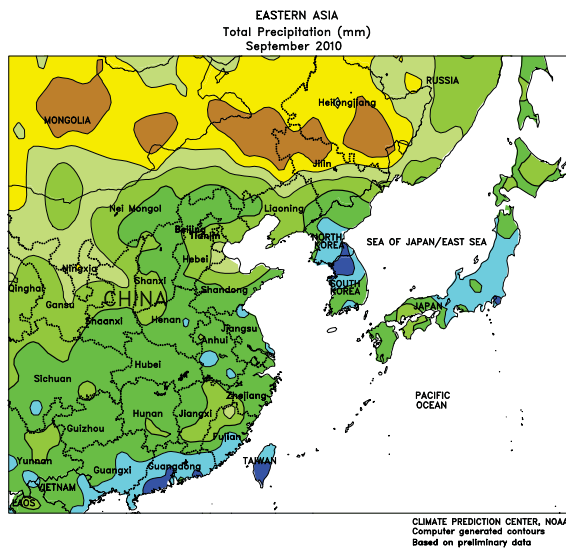 EASTERN ASIA
Total Precipitation (mm)
September 2010
RUSSIA
Heilongjiang
MONGOLIA
Jilin
Nei Mongol
Liaoning
Beijing
Tianjin
NORTH
KOREA
SEA OF JAPAN/EAST SEA
Hebei
Ningxia
Shanxi
Qinghai
Gansu
CHINA
Shandong
SOUTH
KOREA
JAPAN
Shaanxi
Henan
Jiangsu
Anhui
Hubei
Sichuan
Zhejiang
PACIFIC
OCEAN
Hunan
Jiangxi
Guizhou
Fujian
Yunnan
Guangxi
Guangdong
TAIWAN
VIETNAM
LAOS
CLIMATE PREDICTION CENTER, NOAA
Computer generated contours
Based on preliminary data